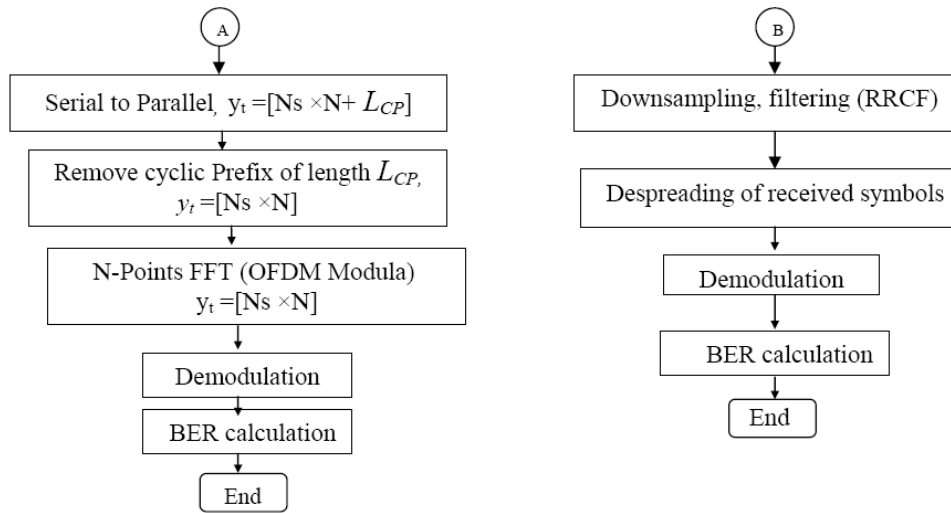 A
Serial to Parallel, yt =[Ns ×N+ LCP]
Remove cyclic Prefix of length LCP,
yt =[Ns ×N]
N-Points FFT (OFDM Modula)
yt =[Ns ×N]
Demodulation
BER calculation
End
B
Downsampling, filtering (RRCF)
Despreading of received symbols
Demodulation
BER calculation
End